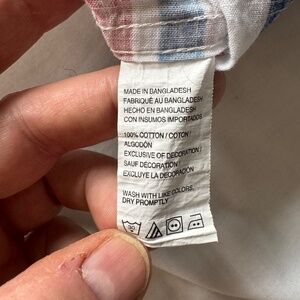 MADE IN BANGLADESH
FABRIQUÉ AU BANGLADESH
HECHO EN BANGLADESH
CON INSUMOS IMPORTADOS
100% COTTON / COTON /
ALGODÓN
EXCLUSIVE OF DECORATION /
SAUF DÉCORATION /
EXCLUYE LA DECORACIÓN
WASH WITH LIKE COLORS,
DRY PROMPTLY
30